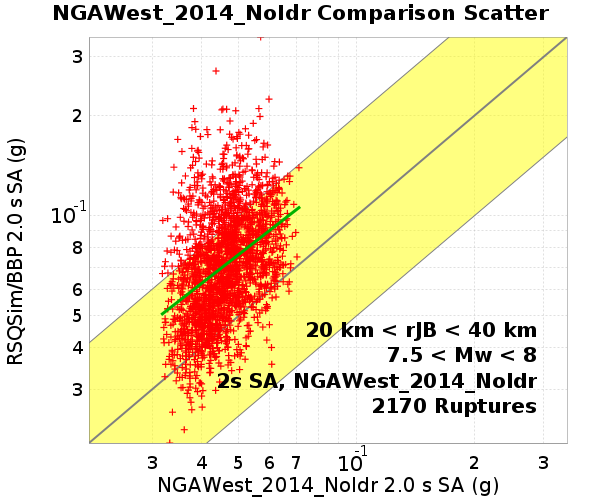 NGAWest_2014_NoIdr Comparison Scatter
RSQSim/BBP 2.0 s SA (g)
3
2
10-1
8
6
5
4
3
20 km < rJB < 40 km
7.5 < Mw < 8
2s SA, NGAWest_2014_NoIdr
2170 Ruptures
3 4 5 6 7 10-1 2 3
NGAWest_2014_NoIdr 2.0 s SA (g)